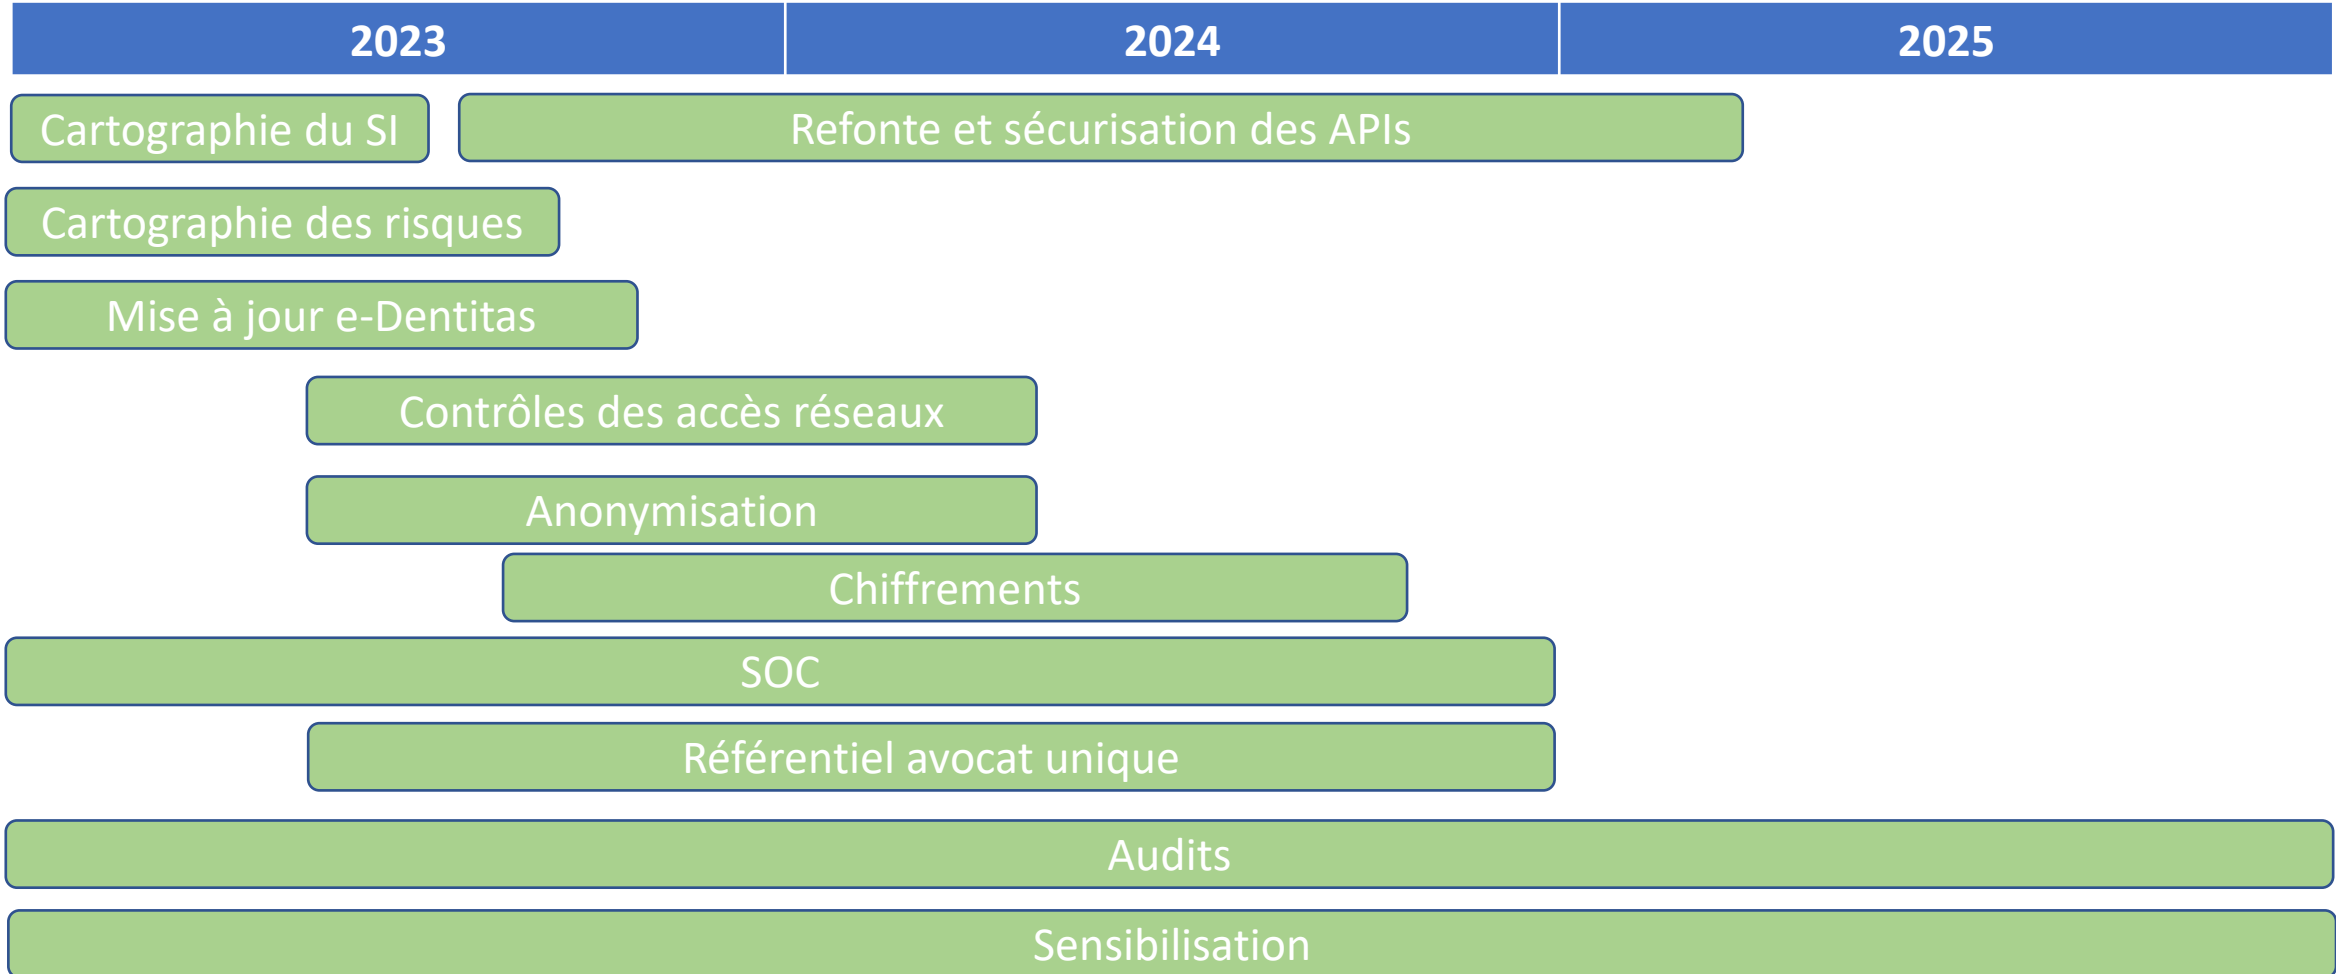 2023 2024 2025
Cartographie du SI Refonte et sécurisation des APIs
Cartographie des risques
Mise à jour e-Dentitas
Contrôles des accès réseaux
Anonymisation
Chiffrements
SOC
Référentiel avocat unique
Audits
Sensibilisation